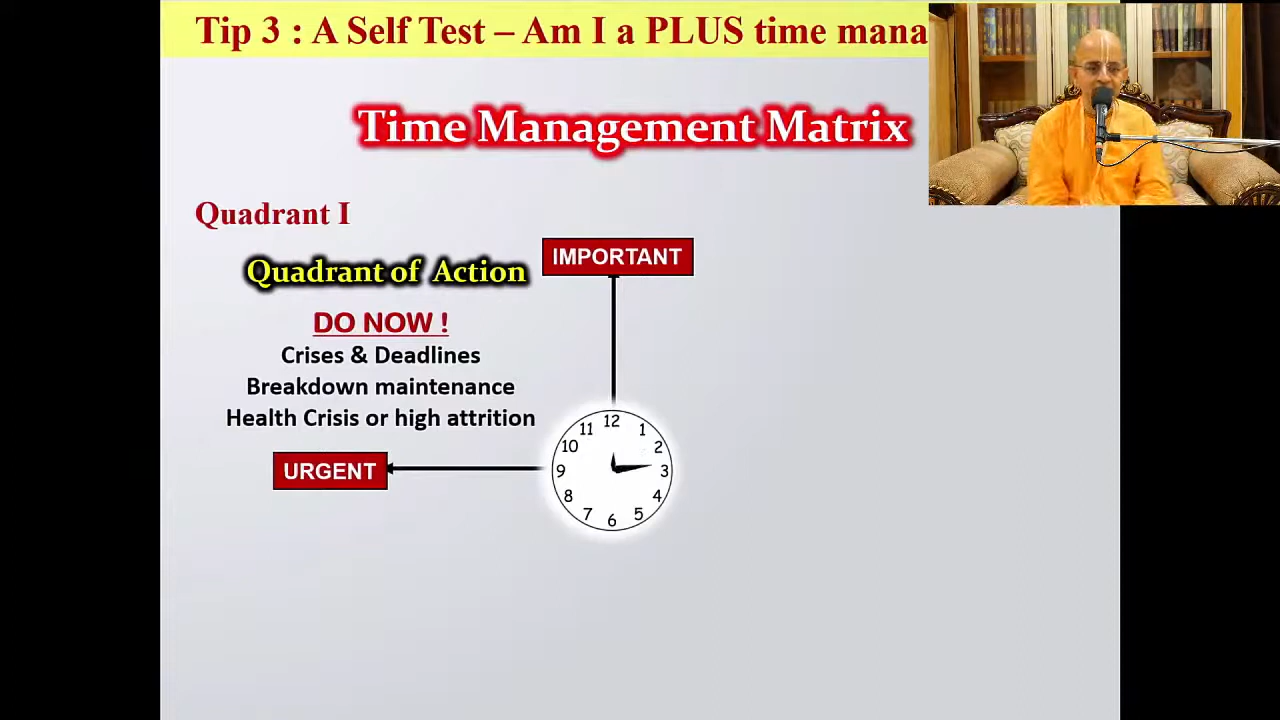 Tip 3 : A Self Test – Am I a PLUS time mana
Time Management Matrix
Quadrant I
Quadrant of Action
IMPORTANT
DO NOW !
Crises & Deadlines
Breakdown maintenance
Health Crisis or high attrition
URGENT
12
11 1
10 2
9 3
8 4
7 5
6